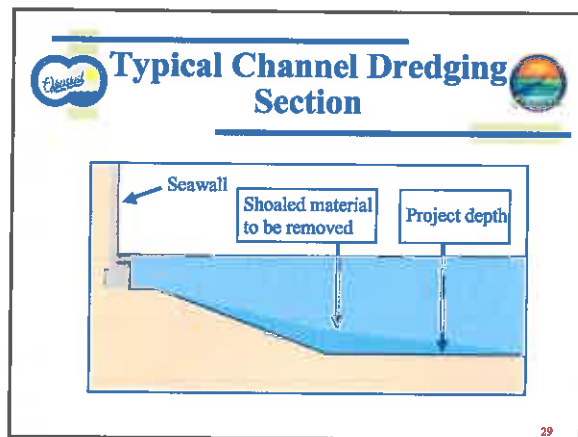 Typical Channel Dredging
Section
Seawall
Shoaled material
to be removed
Project depth
29